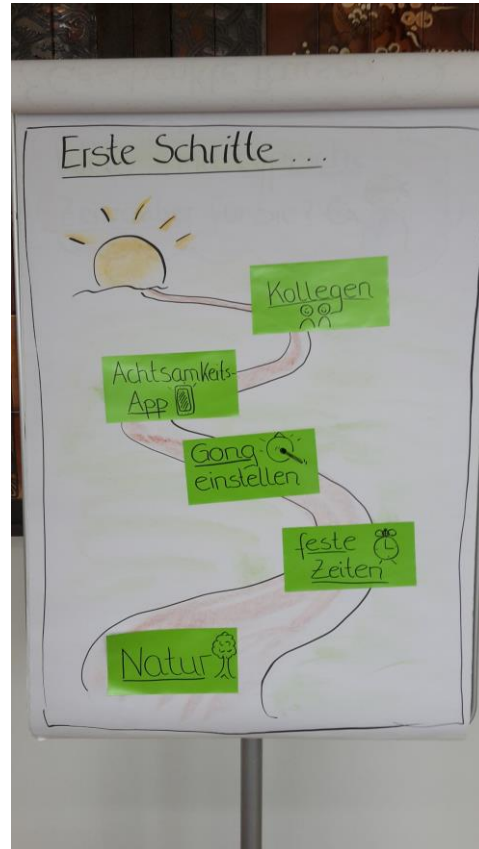 Erste Schritte ...
Kollegen
Achtsamkeits-
App
Gong
einstellen
feste
Zeiten
Natur